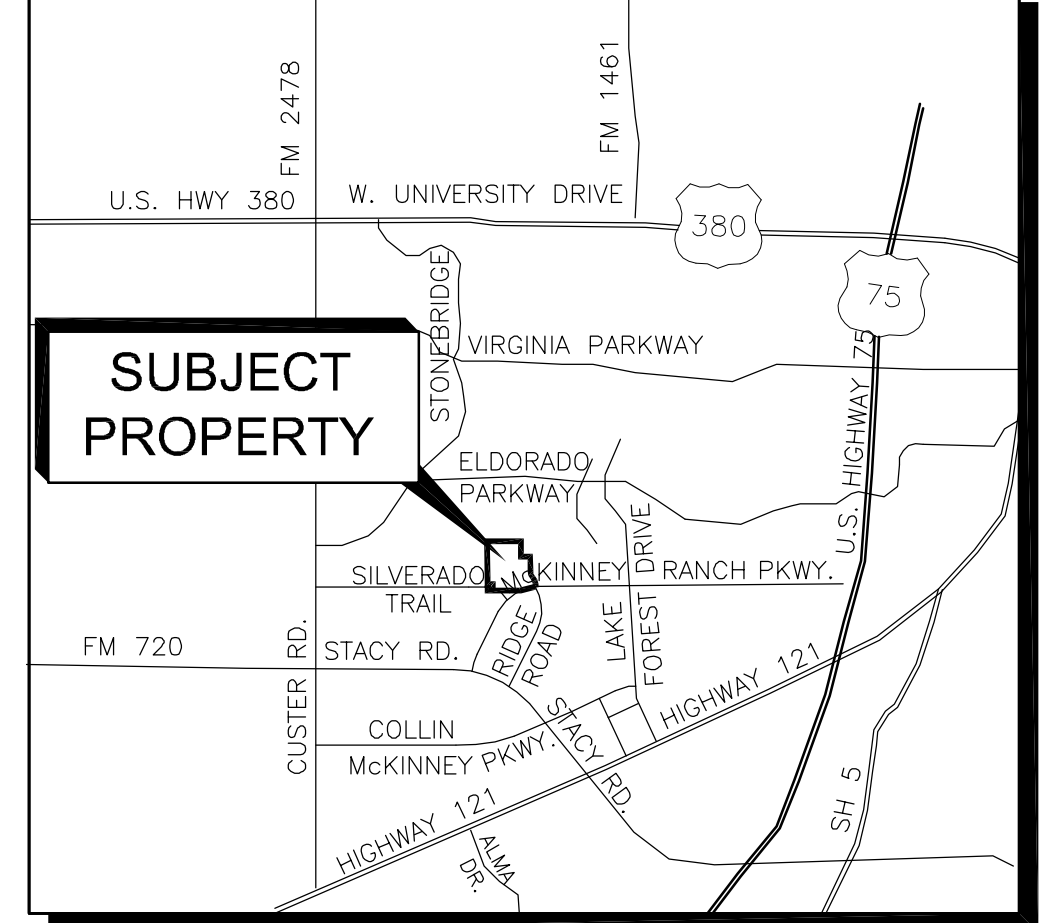 FM 2478
FM 1461
U.S. HWY 380
W. UNIVERSITY DRIVE
380
75
STONEBRIDGE
VIRGINIA PARKWAY
SUBJECT
PROPERTY
U.S. HIGHWAY 75
ELDORADO
PARKWAY
SILVERADO
TRAIL
McKINNEY RANCH PKWY.
LAKE
FOREST DRIVE
RIDGE
ROAD
FM 720
STACY RD.
CUSTER RD.
COLLIN
McKINNEY PKWY.
STACY RD.
HIGHWAY 121
HIGHWAY 121
ALMA
DR.
SH 5